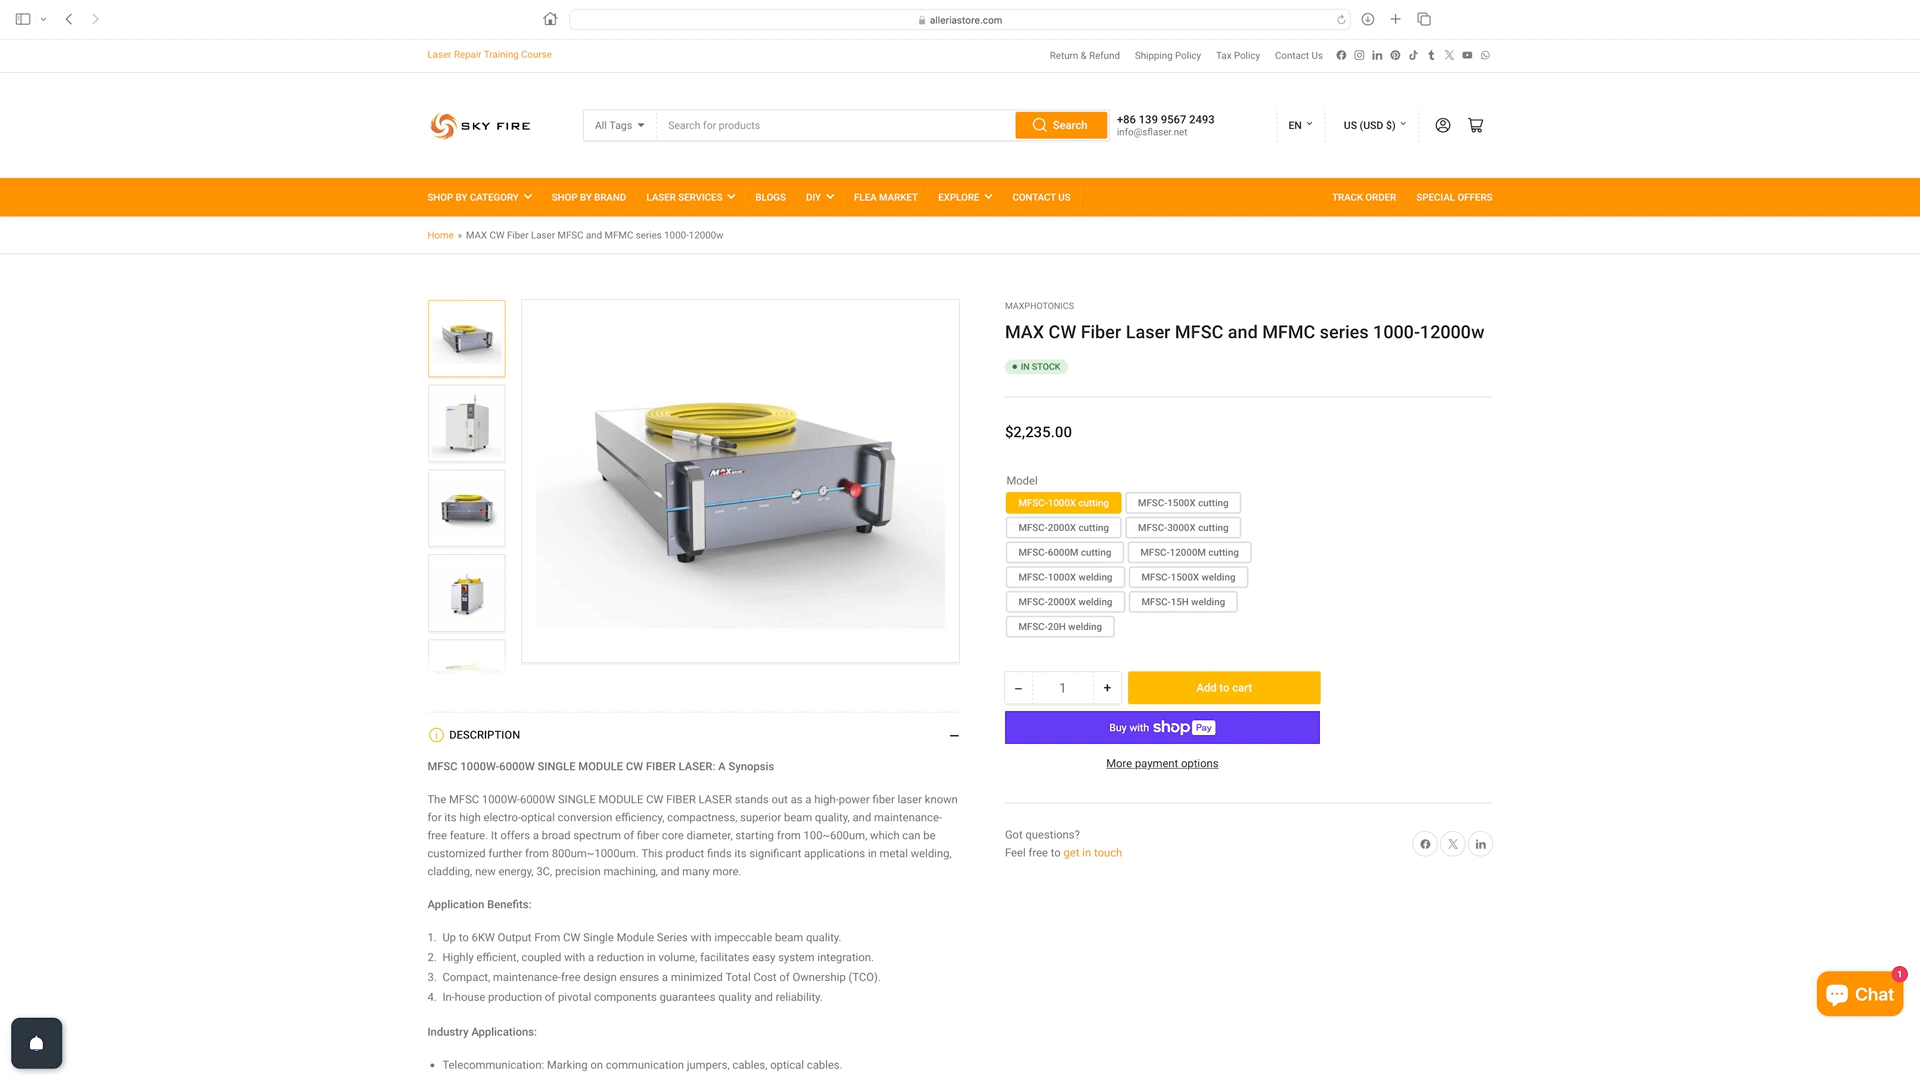 alleriastore.com
Laser Repair Training Course
Return & Refund
Shipping Policy
Tax Policy
Contact Us
SKY FIRE
All Tags
Search for products
Search
+86 139 9567 2493
info@sflaser.net
EN
US (USD $)
SHOP BY CATEGORY
SHOP BY BRAND
LASER SERVICES
BLOGS
DIY
FLEA MARKET
EXPLORE
CONTACT US
TRACK ORDER
SPECIAL OFFERS
Home » MAX CW Fiber Laser MFSC and MFMC series 1000-12000w
MAX
MAXPHOTONICS
MAX CW Fiber Laser MFSC and MFMC series 1000-12000w
IN STOCK
$2,235.00
Model
MFSC-1000X cutting
MFSC-1500X cutting
MFSC-2000X cutting
MFSC-3000X cutting
MFSC-6000M cutting
MFSC-12000M cutting
MFSC-1000X welding
MFSC-1500X welding
MFSC-2000X welding
MFSC-15H welding
MFSC-20H welding
– 1 +
Add to cart
Buy with shop Pay
More payment options
Got questions?
Feel free to get in touch
DESCRIPTION
MFSC 1000W-6000W SINGLE MODULE CW FIBER LASER: A Synopsis
The MFSC 1000W-6000W SINGLE MODULE CW FIBER LASER stands out as a high-power fiber laser known
for its high electro-optical conversion efficiency, compactness, superior beam quality, and maintenance-
free feature. It offers a broad spectrum of fiber core diameter, starting from 100~600um, which can be
customized further from 800um~1000um. This product finds its significant applications in metal welding,
cladding, new energy, 3C, precision machining, and many more.
Application Benefits:
1. Up to 6KW Output From CW Single Module Series with impeccable beam quality.
2. Highly efficient, coupled with a reduction in volume, facilitates easy system integration.
3. Compact, maintenance-free design ensures a minimized Total Cost of Ownership (TCO).
4. In-house production of pivotal components guarantees quality and reliability.
Industry Applications:
• Telecommunication: Marking on communication jumpers, cables, optical cables.
Chat
1